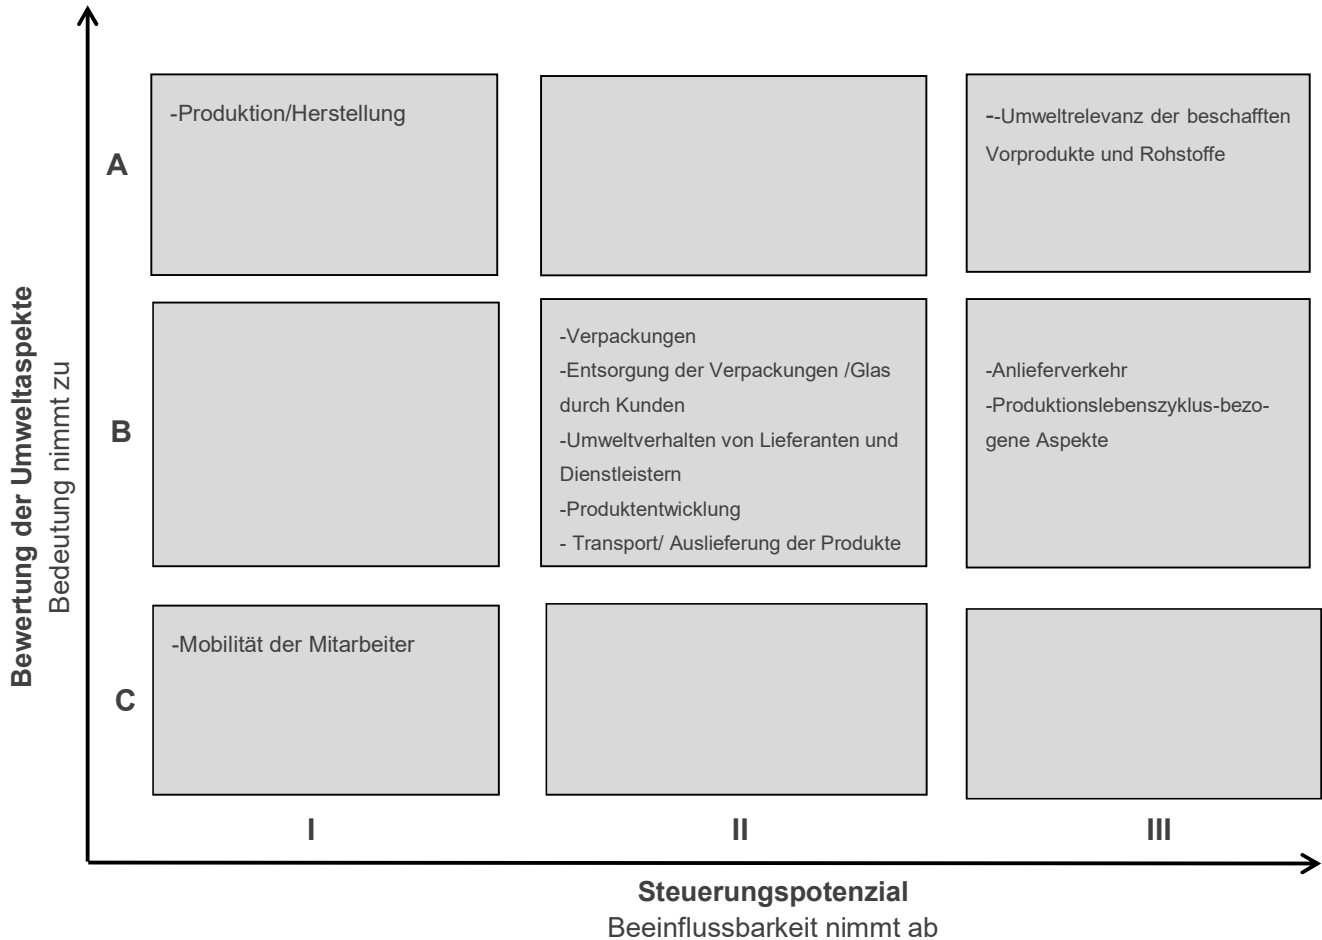 -Produktion/Herstellung
--Umweltrelevanz der beschafften
Vorprodukte und Rohstoffe
A
-Verpackungen
-Entsorgung der Verpackungen /Glas
durch Kunden
-Umweltverhalten von Lieferanten und
Dienstleistern
-Produktentwicklung
- Transport/ Auslieferung der Produkte
-Anlieferverkehr
-Produktionslebenszyklus-bezo-
gene Aspekte
B
-Mobilität der Mitarbeiter
C
Bewertung der Umweltaspekte
Bedeutung nimmt zu
I
II
III
Steuerungspotenzial
Beeinflussbarkeit nimmt ab